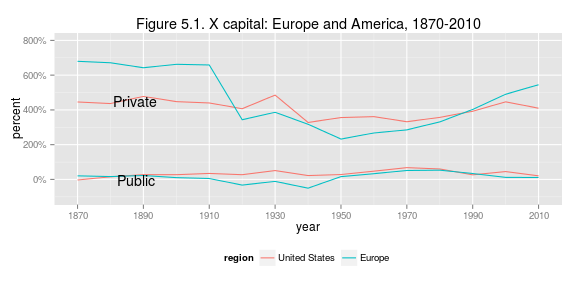 Figure 5.1. X capital: Europe and America, 1870-2010
800%
600%
400%
200%
0%
percent
Private
Public
1870 1890 1910 1930 1950 1970 1990 2010
year
region United States Europe